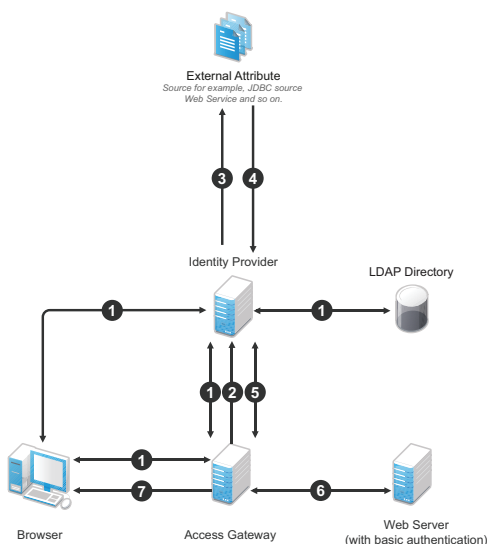 External Attribute
Source for example, JDBC source
Web Service and so on.
3
4
Identity Provider
LDAP Directory
1
1
1
2
5
1
7
6
Browser
Access Gateway
Web Server
(with basic authentication)